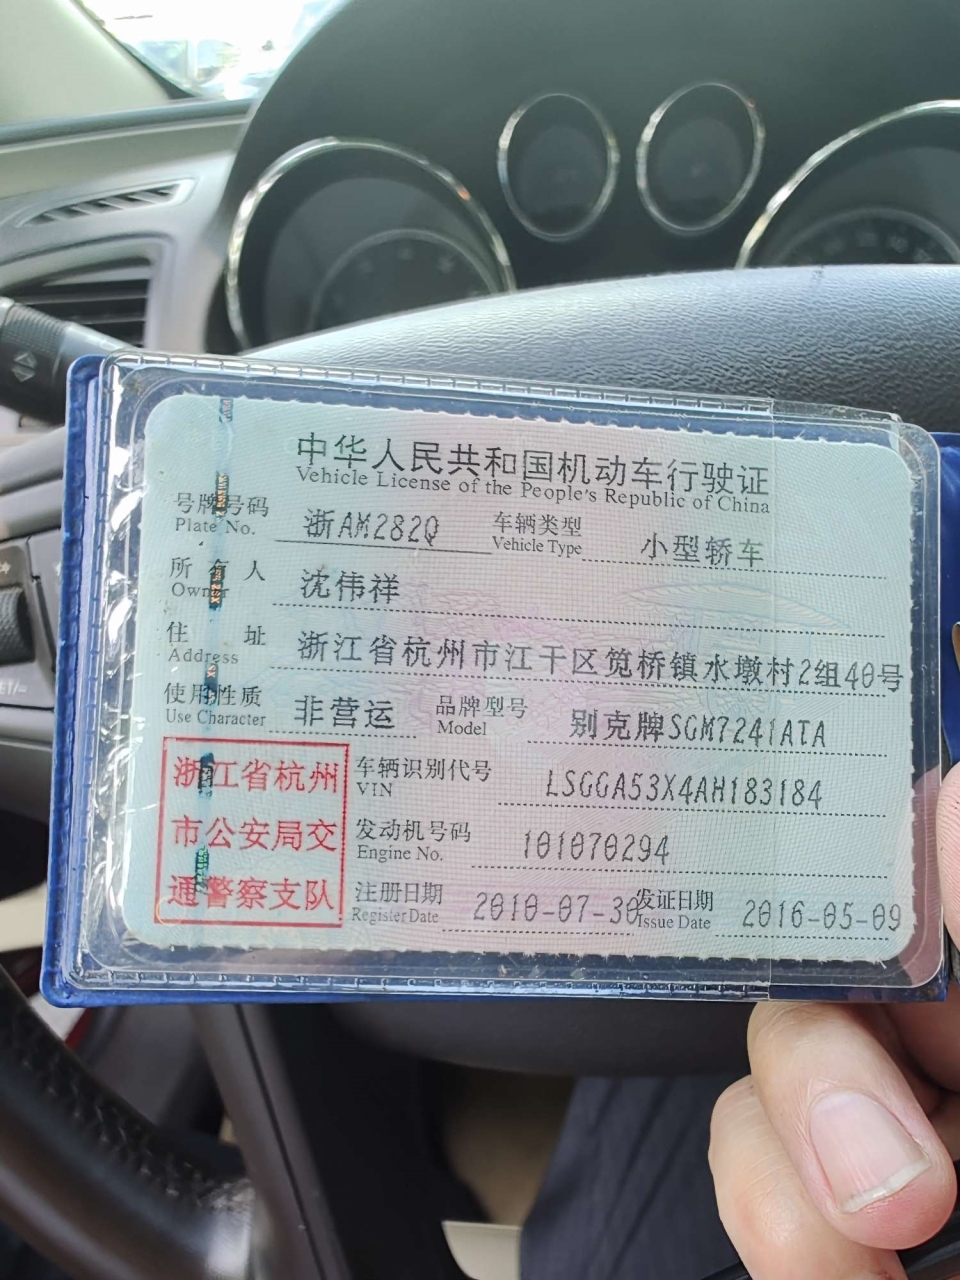 中华人民共和国机动车行驶证
Vehicle License of the People's Republic of China
号牌号码 浙AM282Q 车辆类型 小型轿车
Plate No. Vehicle Type
所有人 沈伟祥
Owner
住址 浙江省杭州市江干区笕桥镇水墩村2组40号
Address
使用性质 非营运 品牌型号 别克牌SGM7241ATA
Use Character Model
浙江省杭州
市公安局交
通警察支队
车辆识别代号 LSGGA53X4AH183184
VIN
发动机号码 101070294
Engine No.
注册日期 2010-07-30 发证日期 2016-05-09
Register Date Issue Date